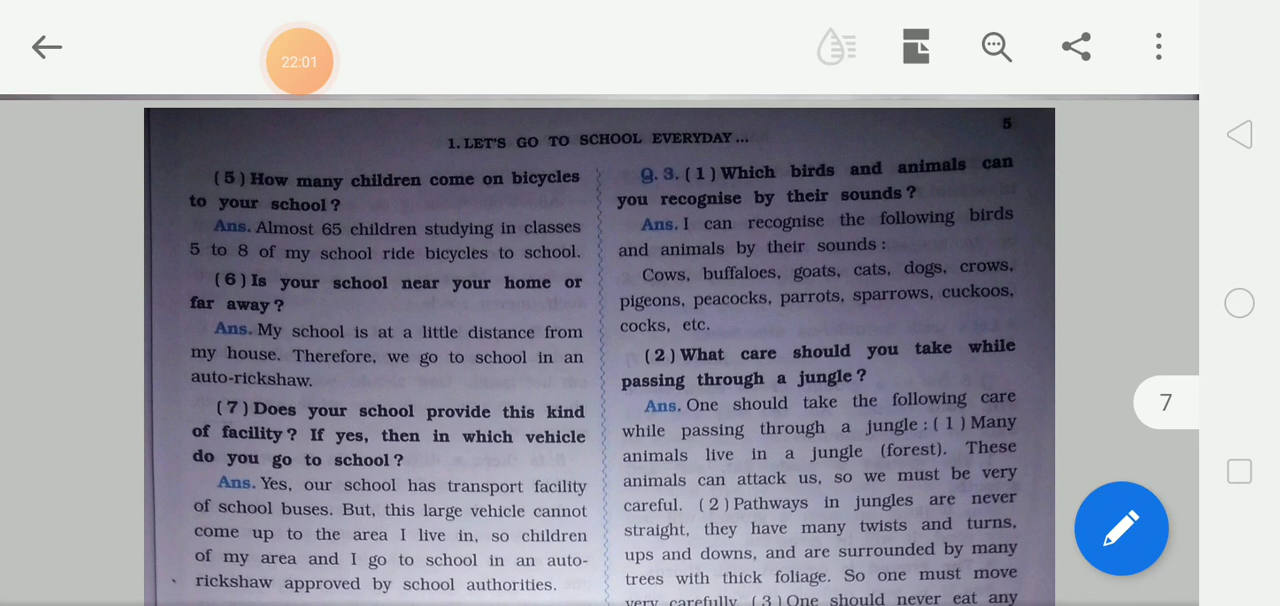 22:01
5
1. LET'S GO TO SCHOOL EVERYDAY ...
( 5 ) How many children come on bicycles
to your school ?
Ans. Almost 65 children studying in classes
5 to 8 of my school ride bicycles to school.
( 6 ) Is your school near your home or
far away ?
Ans. My school is at a little distance from
my house. Therefore, we go to school in an
auto-rickshaw.
( 7 ) Does your school provide this kind
of facility ? If yes, then in which vehicle
do you go to school ?
Ans. Yes, our school has transport facility
of school buses. But, this large vehicle cannot
come up to the area I live in, so children
of my area and I go to school in an auto-
rickshaw approved by school authorities.
Q. 3. ( 1 ) Which birds and animals can
you recognise by their sounds ?
Ans. I can recognise the following birds
and animals by their sounds :
Cows, buffaloes, goats, cats, dogs, crows,
pigeons, peacocks, parrots, sparrows, cuckoos,
cocks, etc.
( 2 ) What care should you take while
passing through a jungle ?
Ans. One should take the following care
while passing through a jungle : ( 1 ) Many
animals live in a jungle (forest). These
animals can attack us, so we must be very
careful. ( 2 ) Pathways in jungles are never
straight, they have many twists and turns,
ups and downs, and are surrounded by many
trees with thick foliage. So one must move
very carefully. ( 3 ) One should never eat any
7